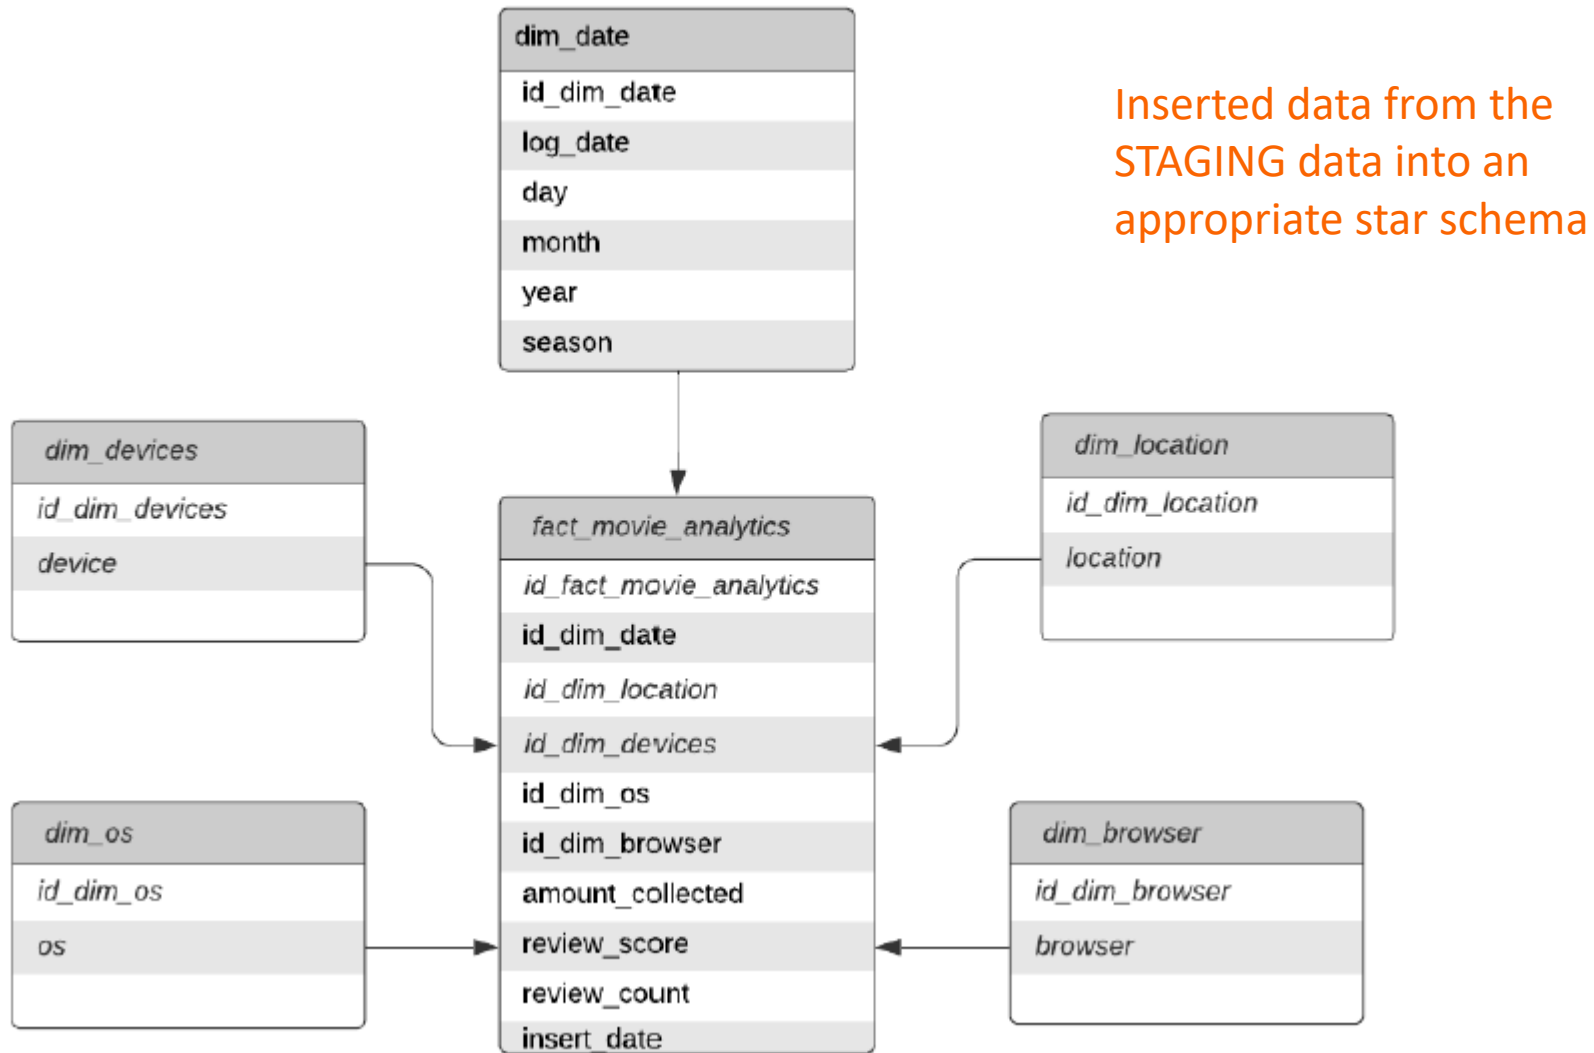 dim_date
id_dim_date
log_date
day
month
year
season
Inserted data from the
STAGING data into an
appropriate star schema
dim_devices
id_dim_devices
device
dim_location
id_dim_location
location
fact_movie_analytics
id_fact_movie_analytics
id_dim_date
id_dim_location
id_dim_devices
id_dim_os
id_dim_browser
amount_collected
review_score
review_count
insert_date
dim_os
id_dim_os
os
dim_browser
id_dim_browser
browser